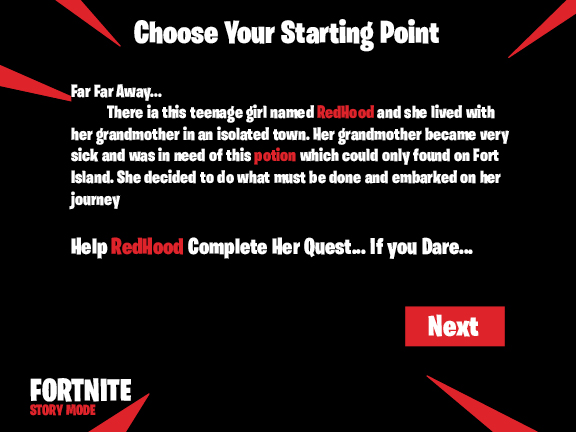 Choose Your Starting Point
Far Far Away...
There ia this teenage girl named RedHood and she lived with
her grandmother in an isolated town. Her grandmother became very
sick and was in need of this potion which could only found on Fort
Island. She decided to do what must be done and embarked on her
journey
Help RedHood Complete Her Quest... If you Dare...
Next
FORTNITE
STORY MODE